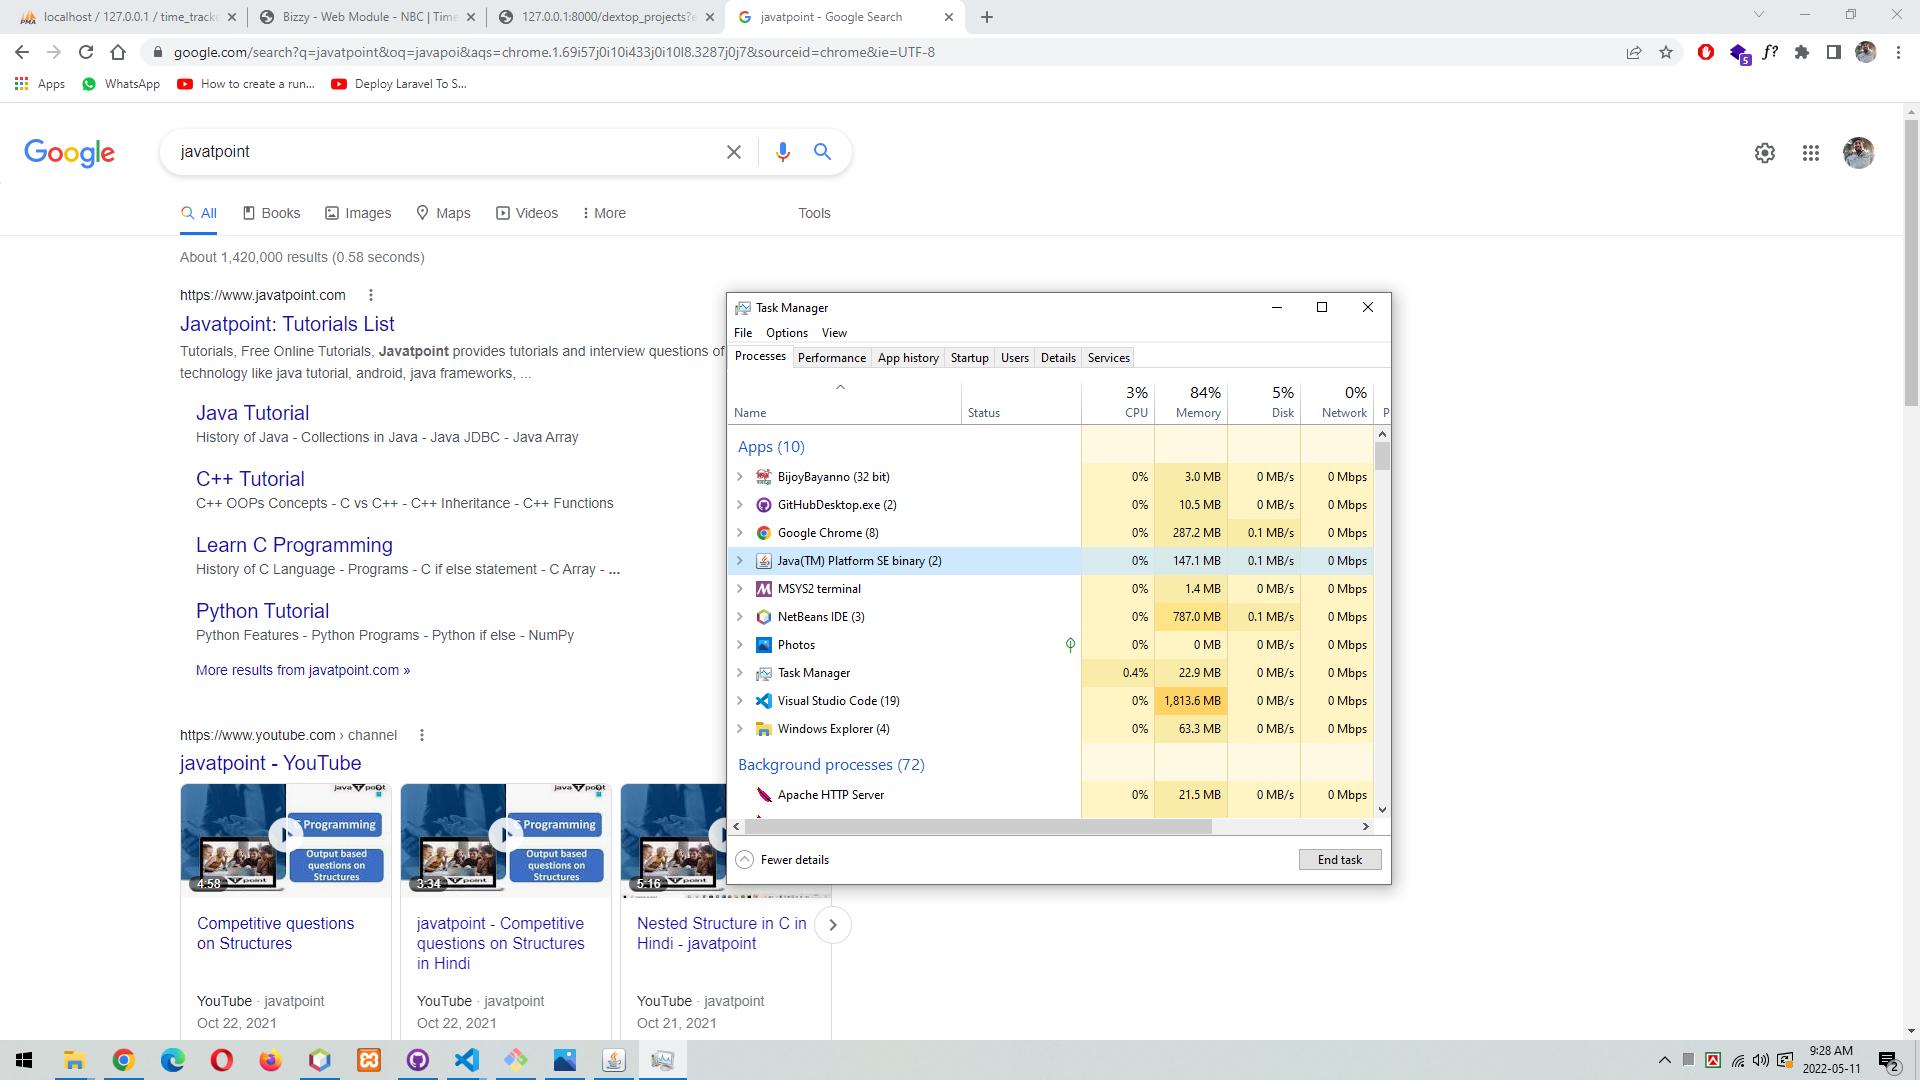 localhost / 127.0.0.1 / time_track
Bizzy - Web Module - NBC | Time
127.0.0.1:8000/dextop_projects?e
javatpoint - Google Search
google.com/search?q=javatpoint&oq=javapoi&aqs=chrome.1.69i57j0i10i433j0i10l8.3287j0j7&sourceid=chrome&ie=UTF-8
5
f?
Apps
WhatsApp
How to create a run...
Deploy Laravel To S...
Google
javatpoint
All
Books
Images
Maps
Videos
More
Tools
About 1,420,000 results (0.58 seconds)
https://www.javatpoint.com
Javatpoint: Tutorials List
Tutorials, Free Online Tutorials, Javatpoint provides tutorials and interview questions of
technology like java tutorial, android, java frameworks, ...
Java Tutorial
History of Java - Collections in Java - Java JDBC - Java Array
C++ Tutorial
C++ OOPs Concepts - C vs C++ - C++ Inheritance - C++ Functions
Learn C Programming
History of C Language - Programs - C if else statement - C Array - ...
Python Tutorial
Python Features - Python Programs - Python if else - NumPy
More results from javatpoint.com »
https://www.youtube.com › channel
javatpoint - YouTube
java point
C Programming
Output based
questions on
Structures
4:58
Competitive questions
on Structures
YouTube · javatpoint
Oct 22, 2021
java point
Programming
Output based
questions on
Structures
3:34
javatpoint - Competitive
questions on Structures
in Hindi
YouTube · javatpoint
Oct 22, 2021
5:16
Nested Structure in C in
Hindi - javatpoint
YouTube · javatpoint
Oct 21, 2021
Task Manager
File Options View
Processes Performance App history Startup Users Details Services
3% 84% 5% 0%
Name Status CPU Memory Disk Network P
Apps (10)
BijoyBayanno (32 bit) 0% 3.0 MB 0 MB/s 0 Mbps
GitHubDesktop.exe (2) 0% 10.5 MB 0 MB/s 0 Mbps
Google Chrome (8) 0% 287.2 MB 0.1 MB/s 0 Mbps
Java(TM) Platform SE binary (2) 0% 147.1 MB 0.1 MB/s 0 Mbps
MSYS2 terminal 0% 1.4 MB 0 MB/s 0 Mbps
NetBeans IDE (3) 0% 787.0 MB 0.1 MB/s 0 Mbps
Photos 0% 0 MB 0 MB/s 0 Mbps
Task Manager 0.4% 22.9 MB 0 MB/s 0 Mbps
Visual Studio Code (19) 0% 1,813.6 MB 0 MB/s 0 Mbps
Windows Explorer (4) 0% 63.3 MB 0 MB/s 0 Mbps
Background processes (72)
Apache HTTP Server 0% 21.5 MB 0 MB/s 0 Mbps
Fewer details
End task
9:28 AM
2022-05-11
2